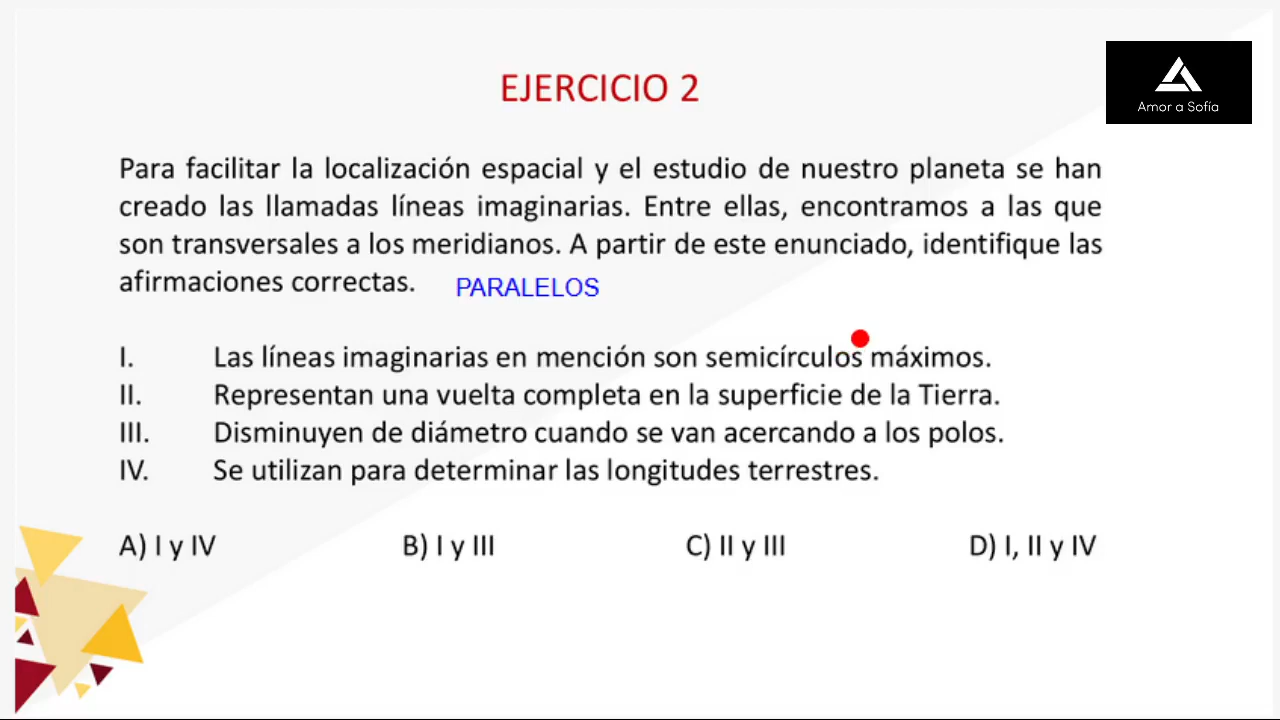 EJERCICIO 2
Amor a Sofía
Para facilitar la localización espacial y el estudio de nuestro planeta se han
creado las llamadas líneas imaginarias. Entre ellas, encontramos a las que
son transversales a los meridianos. A partir de este enunciado, identifique las
afirmaciones correctas. PARALELOS
I. Las líneas imaginarias en mención son semicírculos máximos.
II. Representan una vuelta completa en la superficie de la Tierra.
III. Disminuyen de diámetro cuando se van acercando a los polos.
IV. Se utilizan para determinar las longitudes terrestres.
A) I y IV B) I y III C) II y III D) I, II y IV